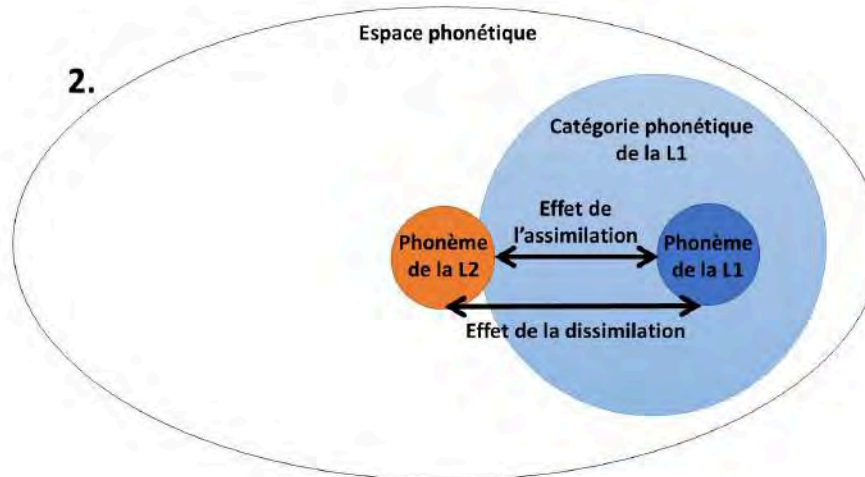 Espace phonétique
2.
Catégorie phonétique
de la L1
Effet de
l'assimilation
Phonème
de la L2
Phonème
de la L1
Effet de la dissimilation